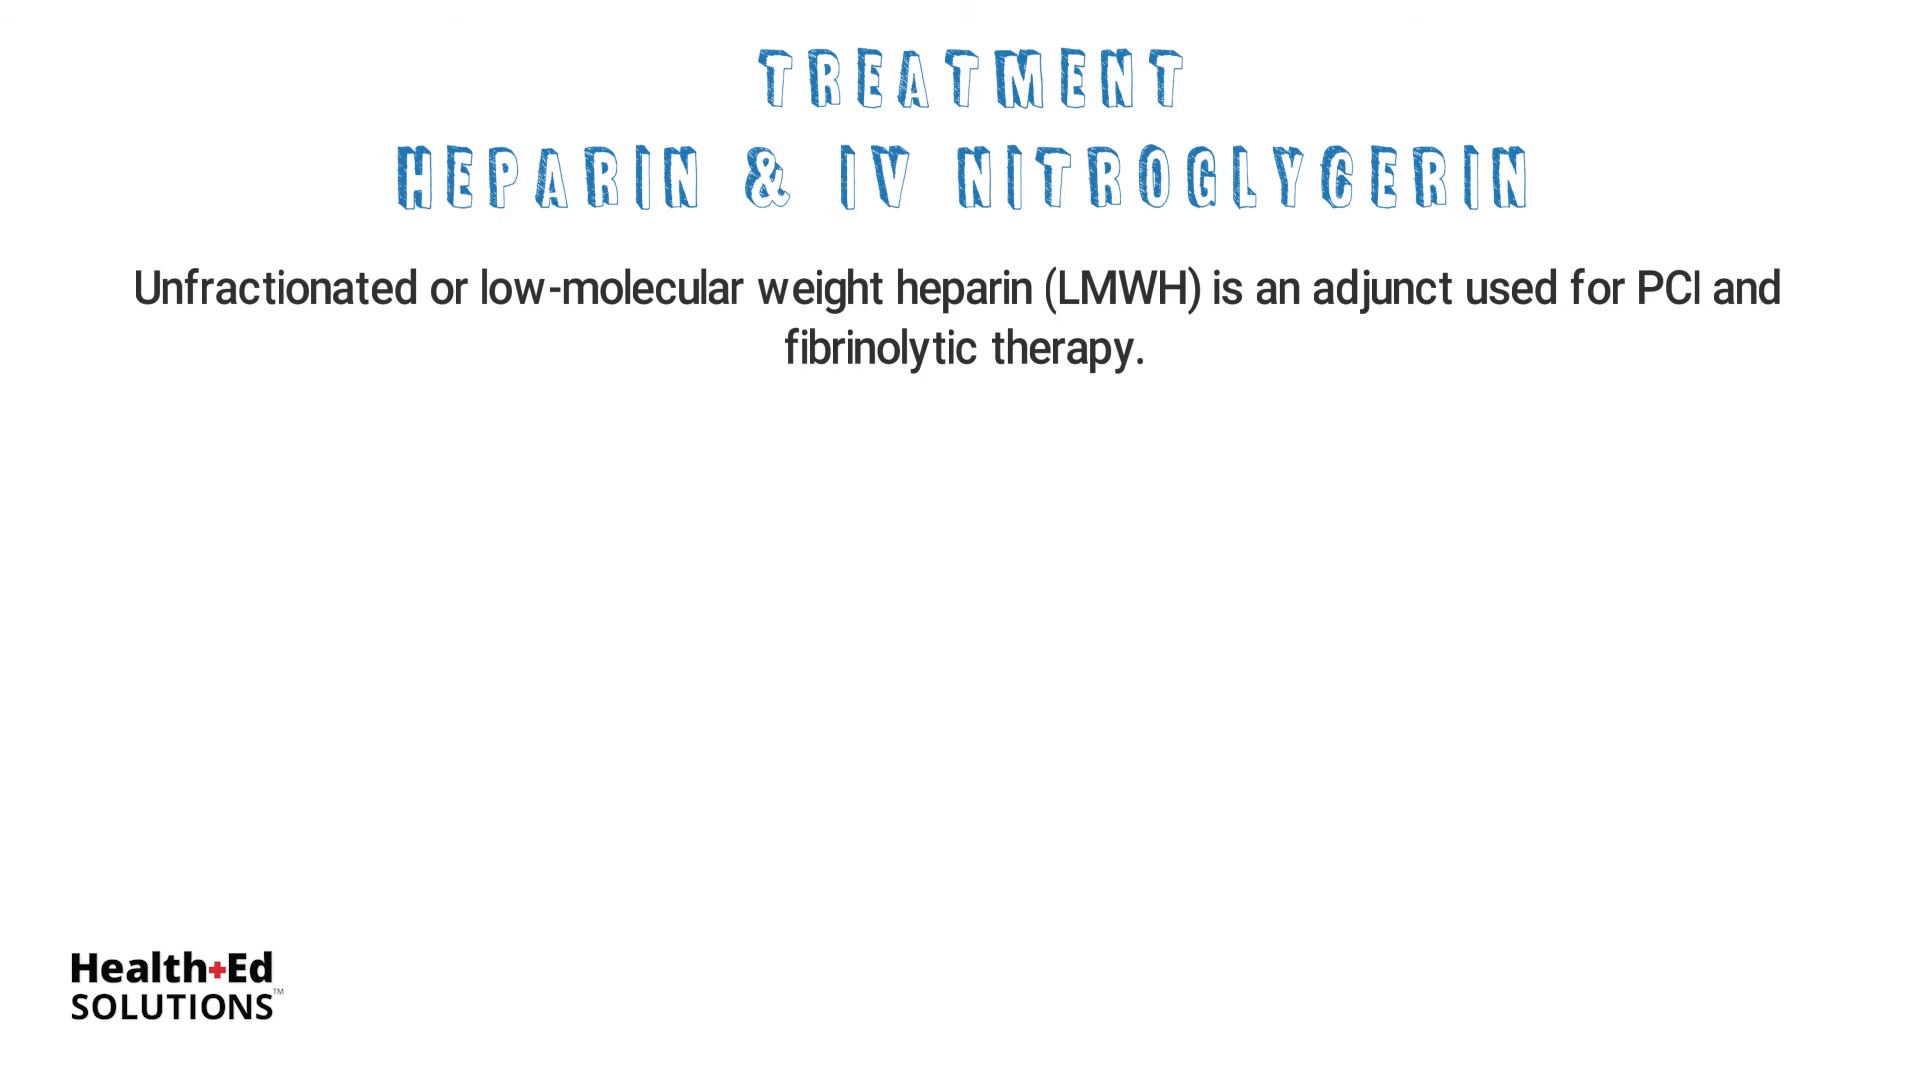 TREATMENT
HEPARIN & IV NITROGLYCERIN
Unfractionated or low-molecular weight heparin (LMWH) is an adjunct used for PCI and
fibrinolytic therapy.
Health+Ed
SOLUTIONS™